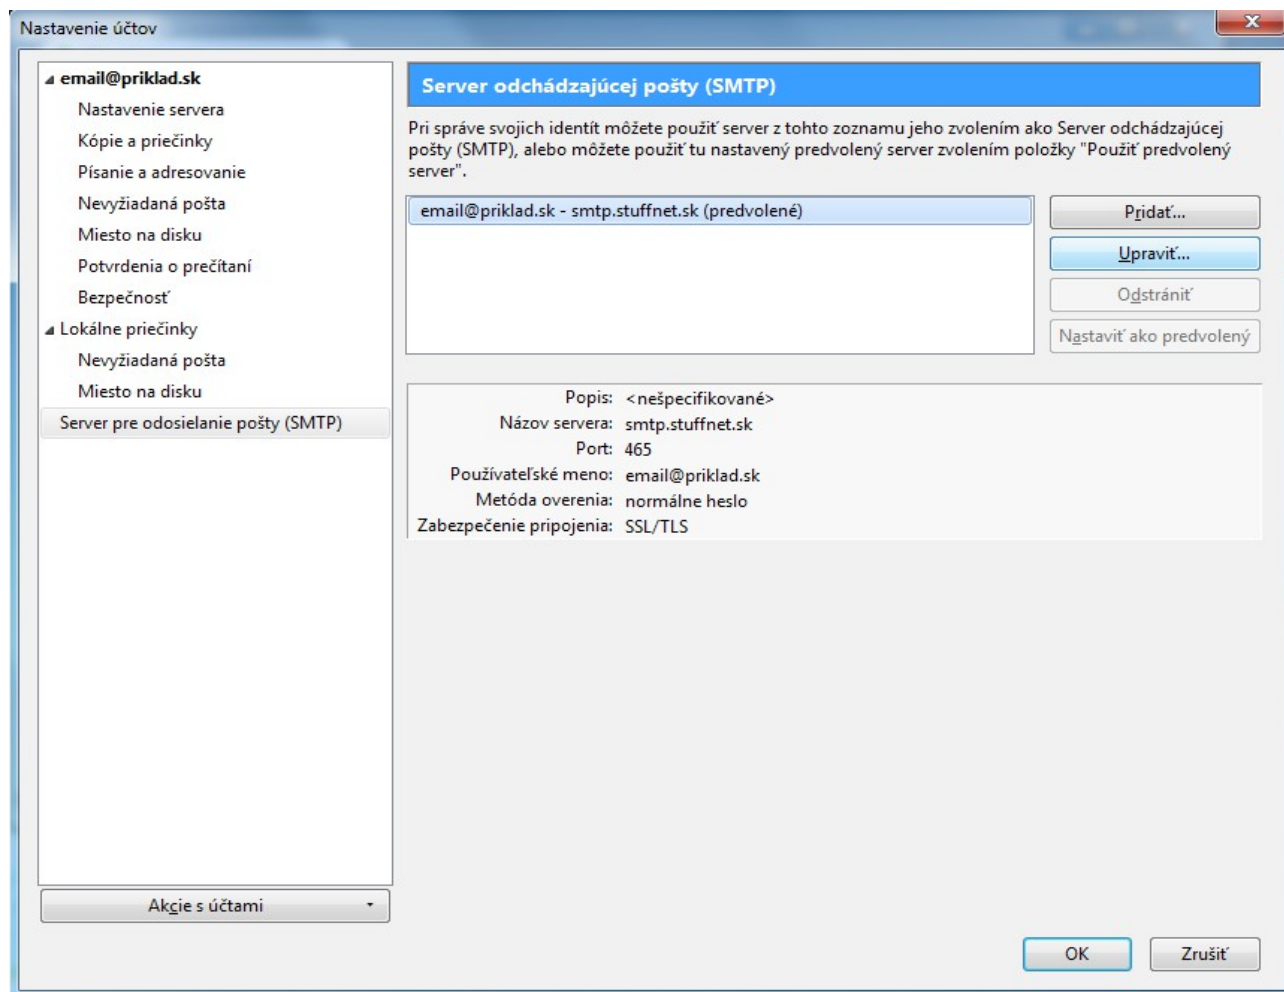 Nastavenie účtov
email@priklad.sk
Nastavenie servera
Kópie a priečinky
Písanie a adresovanie
Nevyžiadaná pošta
Miesto na disku
Potvrdenia o prečítaní
Bezpečnosť
Lokálne priečinky
Nevyžiadaná pošta
Miesto na disku
Server pre odosielanie pošty (SMTP)
Akcie s účtami
Server odchádzajúcej pošty (SMTP)
Pri správe svojich identít môžete použiť server z tohto zoznamu jeho zvolením ako Server odchádzajúcej
pošty (SMTP), alebo môžete použiť tu nastavený predvolený server zvolením položky "Použiť predvolený
server".
email@priklad.sk - smtp.stuffnet.sk (predvolené)
Pridať...
Upraviť...
Odstrániť
Nastaviť ako predvolený
Popis: <nešpecifikované>
Názov servera: smtp.stuffnet.sk
Port: 465
Používateľské meno: email@priklad.sk
Metóda overenia: normálne heslo
Zabezpečenie pripojenia: SSL/TLS
OK
Zrušiť